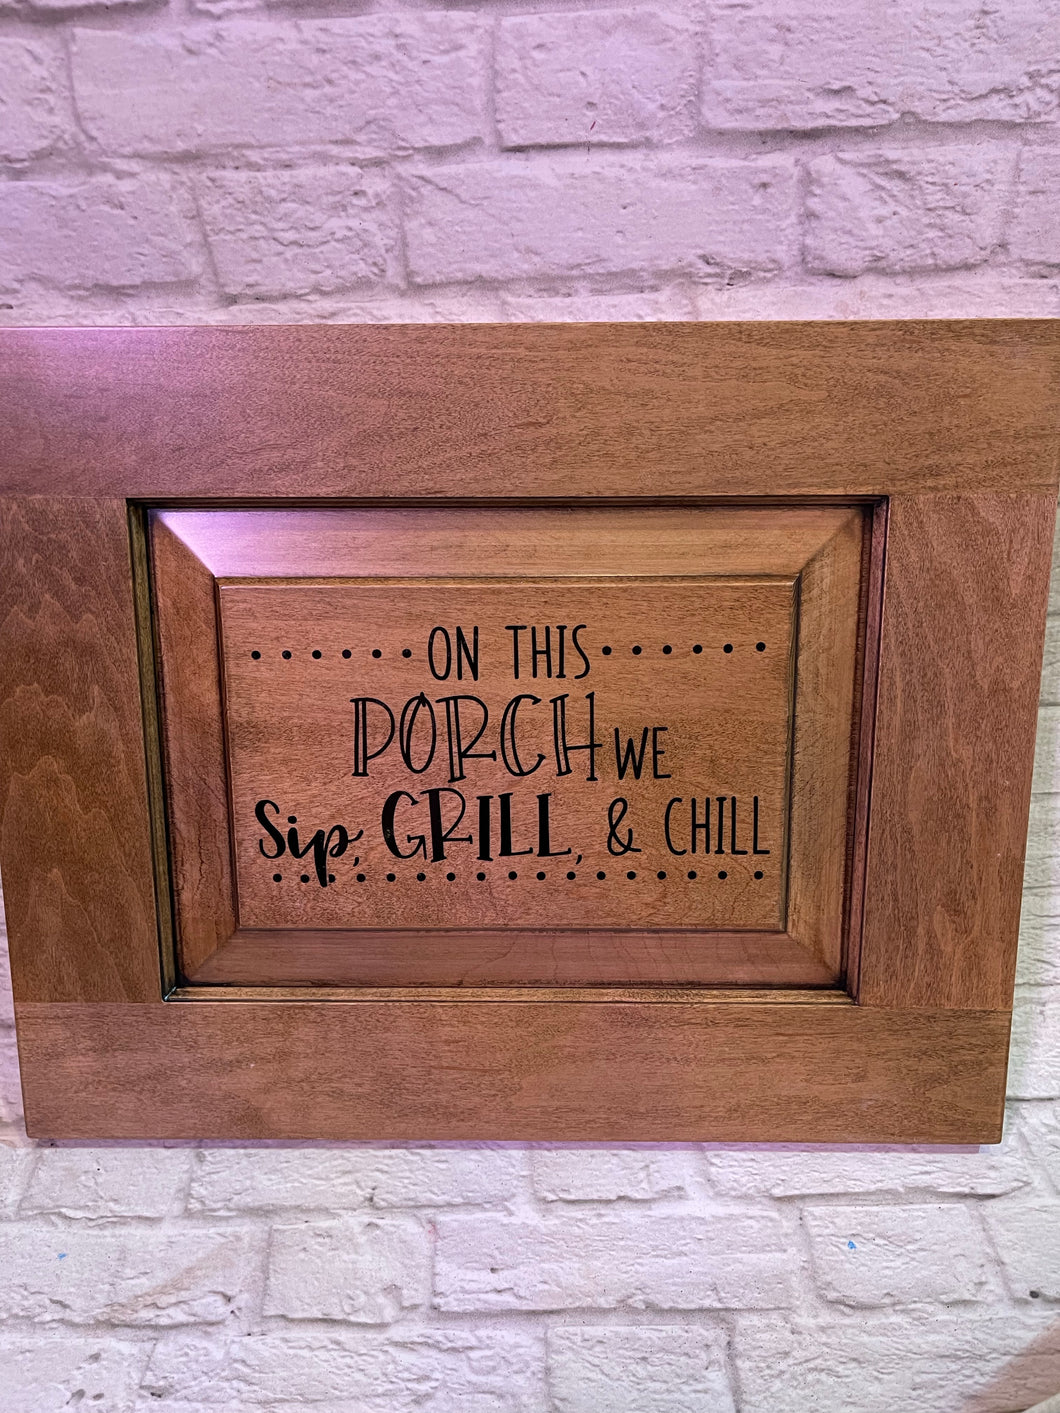 ON THIS
PORCH WE
Sip, GRILL, & CHILL